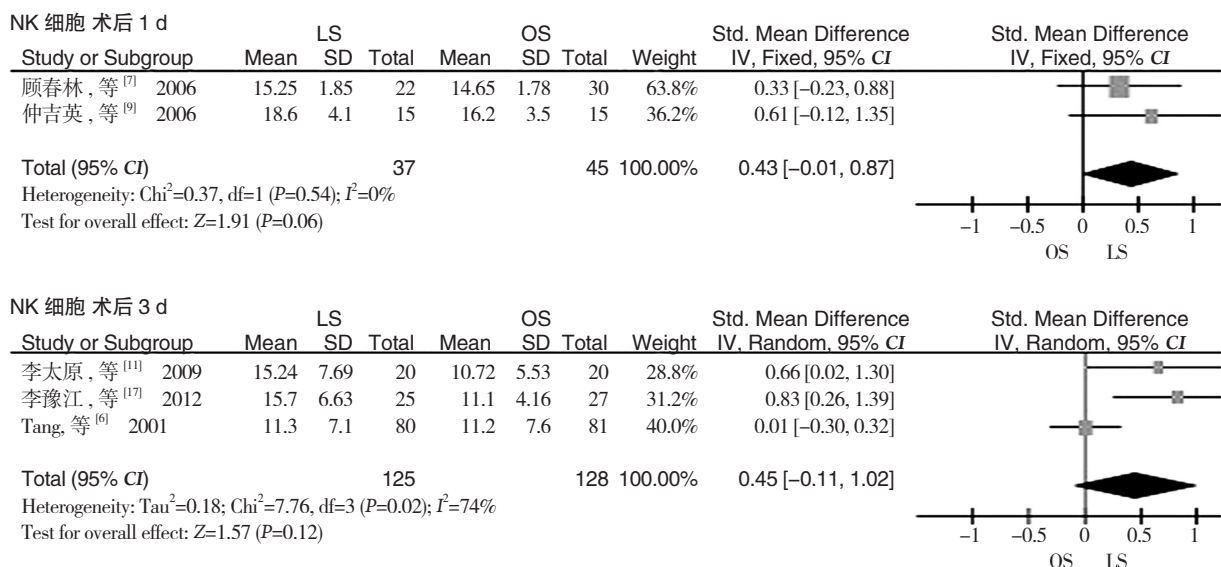 NK 细胞 术后 1 d
LS OS Std. Mean Difference Std. Mean Difference
Study or Subgroup Mean SD Total Mean SD Total Weight IV, Fixed, 95% CI IV, Fixed, 95% CI
顾春林, 等 [7] 2006 15.25 1.85 22 14.65 1.78 30 63.8% 0.33 [−0.23, 0.88]
仲吉英, 等 [9] 2006 18.6 4.1 15 16.2 3.5 15 36.2% 0.61 [−0.12, 1.35]
Total (95% CI) 37 45 100.00% 0.43 [−0.01, 0.87]
Heterogeneity: Chi²=0.37, df=1 (P=0.54); I²=0%
Test for overall effect: Z=1.91 (P=0.06)
−1 −0.5 0 0.5 1
OS LS
NK 细胞 术后 3 d
LS OS Std. Mean Difference Std. Mean Difference
Study or Subgroup Mean SD Total Mean SD Total Weight IV, Random, 95% CI IV, Random, 95% CI
李太原, 等 [11] 2009 15.24 7.69 20 10.72 5.53 20 28.8% 0.66 [0.02, 1.30]
李豫江, 等 [17] 2012 15.7 6.63 25 11.1 4.16 27 31.2% 0.83 [0.26, 1.39]
Tang, 等 [6] 2001 11.3 7.1 80 11.2 7.6 81 40.0% 0.01 [−0.30, 0.32]
Total (95% CI) 125 128 100.00% 0.45 [−0.11, 1.02]
Heterogeneity: Tau²=0.18; Chi²=7.76, df=3 (P=0.02); I²=74%
Test for overall effect: Z=1.57 (P=0.12)
−1 −0.5 0 0.5 1
OS LS